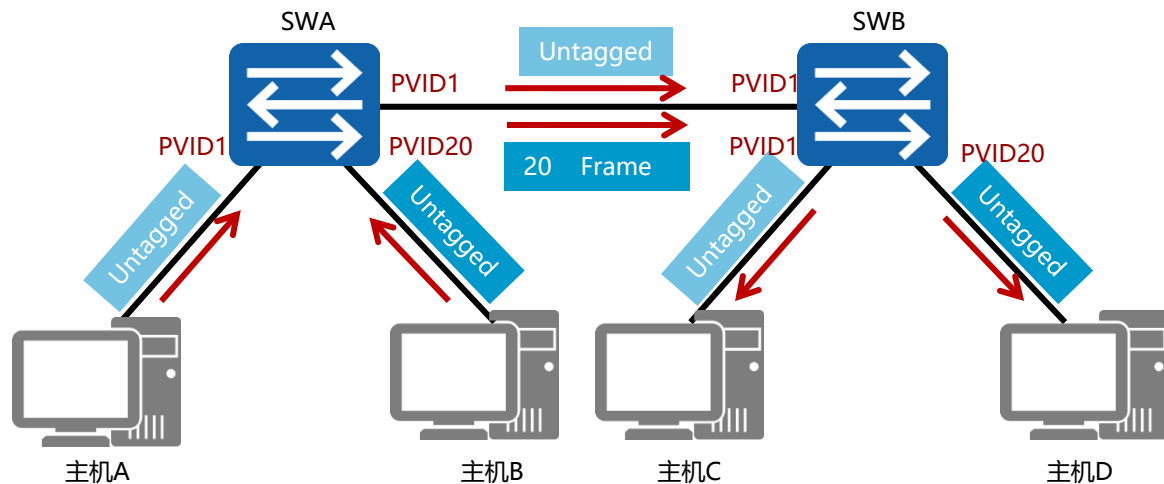 SWA
SWB
Untagged
PVID1
PVID1
PVID1
PVID20
20 Frame
PVID1
PVID20
Untagged
Untagged
Untagged
Untagged
主机A
主机B
主机C
主机D